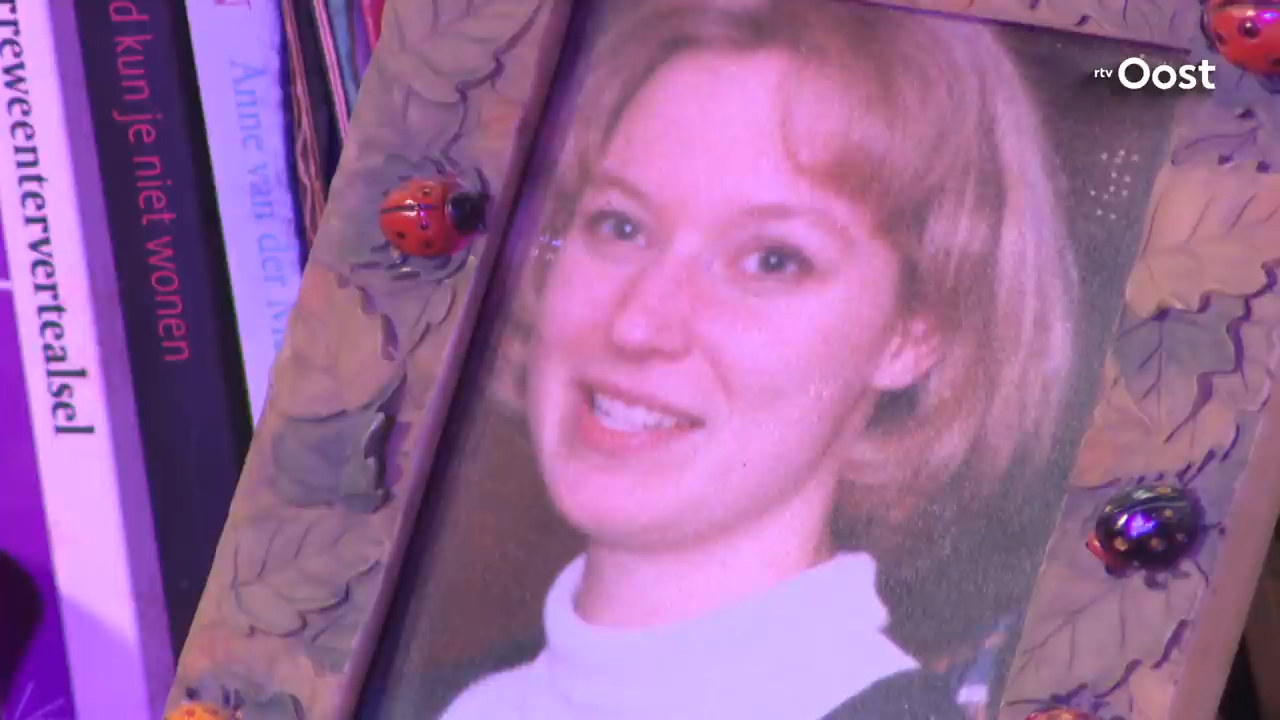 rreweentervertealsel
d kun je niet wonen
Anne van der
rtv Oost